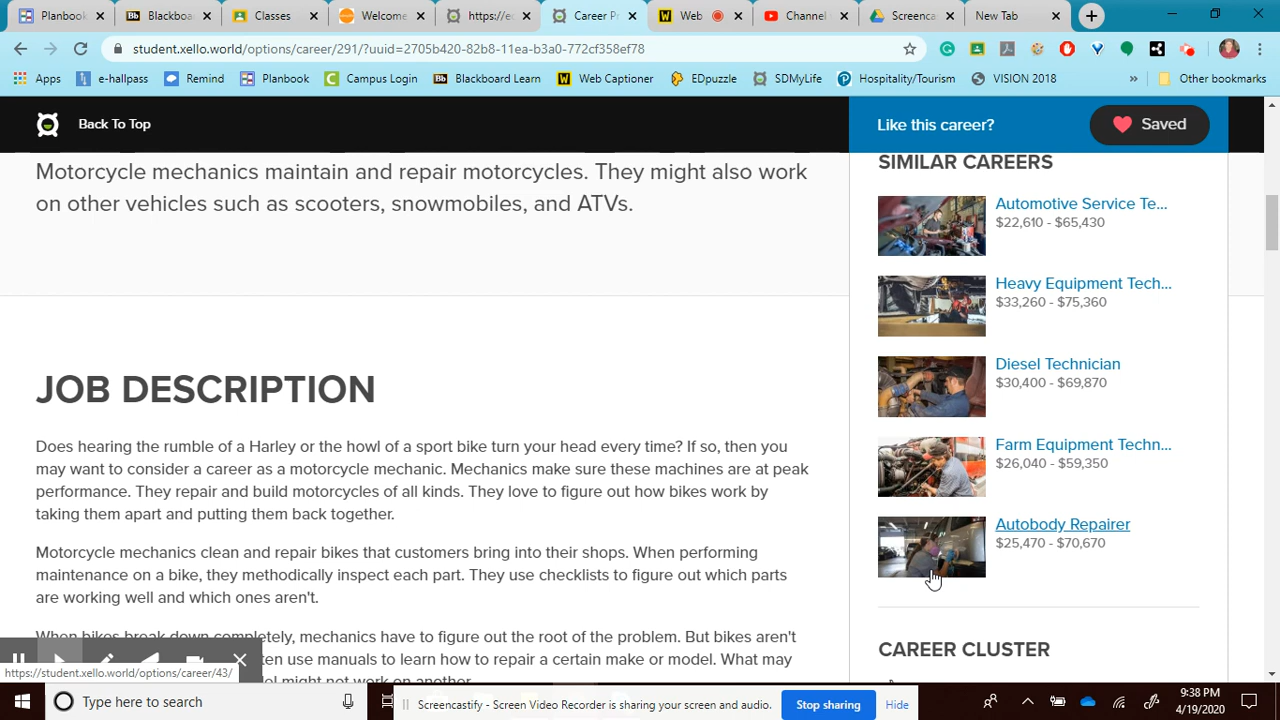 Planbook
Blackboa
Classes
Welcome
https://ec
Career Pr
Web
Channel
Screenca
New Tab
student.xello.world/options/career/291/?uuid=2705b420-82b8-11ea-b3a0-772cf358ef78
Apps
e-hallpass
Remind
Planbook
Campus Login
Blackboard Learn
Web Captioner
EDpuzzle
SDMyLife
Hospitality/Tourism
VISION 2018
Other bookmarks
Back To Top
Like this career?
Saved
Motorcycle mechanics maintain and repair motorcycles. They might also work
on other vehicles such as scooters, snowmobiles, and ATVs.
SIMILAR CAREERS
Automotive Service Te...
$22,610 - $65,430
Heavy Equipment Tech...
$33,260 - $75,360
Diesel Technician
$30,400 - $69,870
Farm Equipment Techn...
$26,040 - $59,350
Autobody Repairer
$25,470 - $70,670
CAREER CLUSTER
JOB DESCRIPTION
Does hearing the rumble of a Harley or the howl of a sport bike turn your head every time? If so, then you
may want to consider a career as a motorcycle mechanic. Mechanics make sure these machines are at peak
performance. They repair and build motorcycles of all kinds. They love to figure out how bikes work by
taking them apart and putting them back together.
Motorcycle mechanics clean and repair bikes that customers bring into their shops. When performing
maintenance on a bike, they methodically inspect each part. They use checklists to figure out which parts
are working well and which ones aren't.
When bikes break down completely, mechanics have to figure out the root of the problem. But bikes aren't
ten use manuals to learn how to repair a certain make or model. What may
el might not work on another.
https://student.xello.world/options/career/43/
Type here to search
Screencastify - Screen Video Recorder is sharing your screen and audio.
Stop sharing
Hide
9:38 PM
4/19/2020